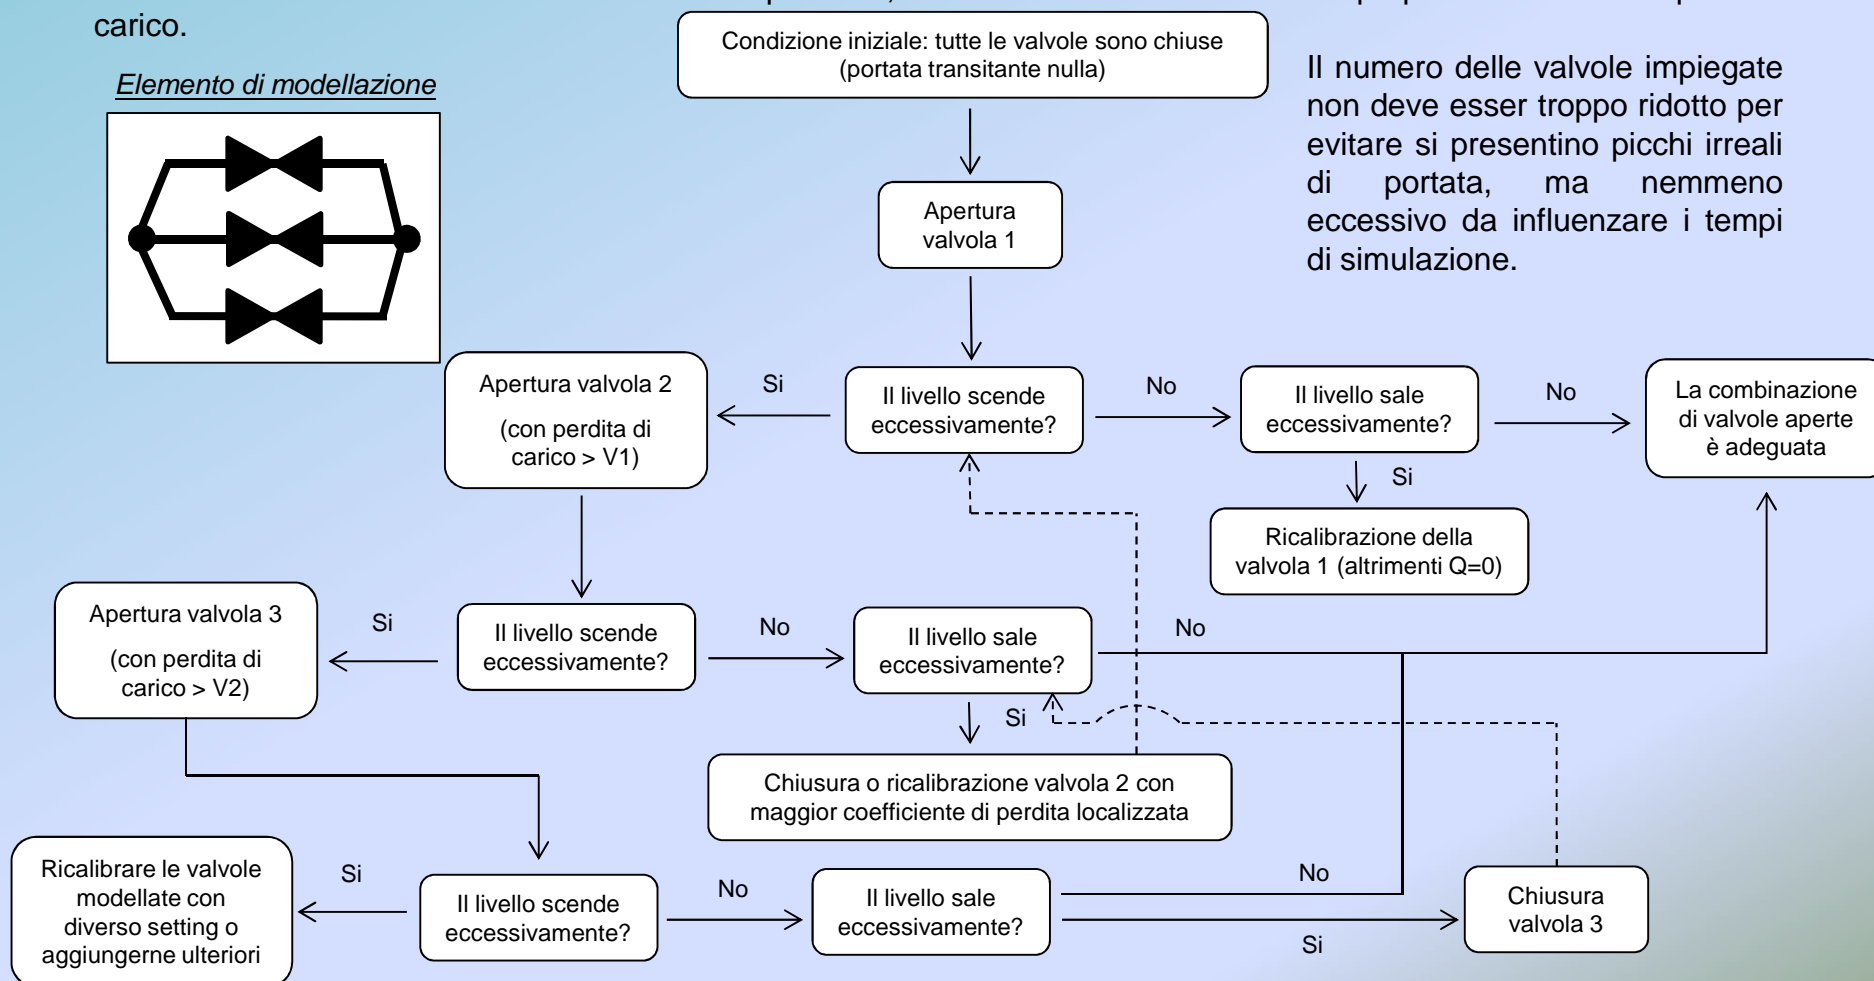 carico.
Elemento di modellazione
Condizione iniziale: tutte le valvole sono chiuse
(portata transitante nulla)
Il numero delle valvole impiegate
non deve esser troppo ridotto per
evitare si presentino picchi irreali
di portata, ma nemmeno
eccessivo da influenzare i tempi
di simulazione.
Apertura
valvola 1
Apertura valvola 2
(con perdita di
carico > V1)
Si
Il livello scende
eccessivamente?
No
Il livello sale
eccessivamente?
No
La combinazione
di valvole aperte
è adeguata
Si
Ricalibrazione della
valvola 1 (altrimenti Q=0)
Apertura valvola 3
(con perdita di
carico > V2)
Si
Il livello scende
eccessivamente?
No
Il livello sale
eccessivamente?
No
Si
Chiusura o ricalibrazione valvola 2 con
maggior coefficiente di perdita localizzata
Ricalibrare le valvole
modellate con
diverso setting o
aggiungerne ulteriori
Si
Il livello scende
eccessivamente?
No
Il livello sale
eccessivamente?
No
Si
Chiusura
valvola 3